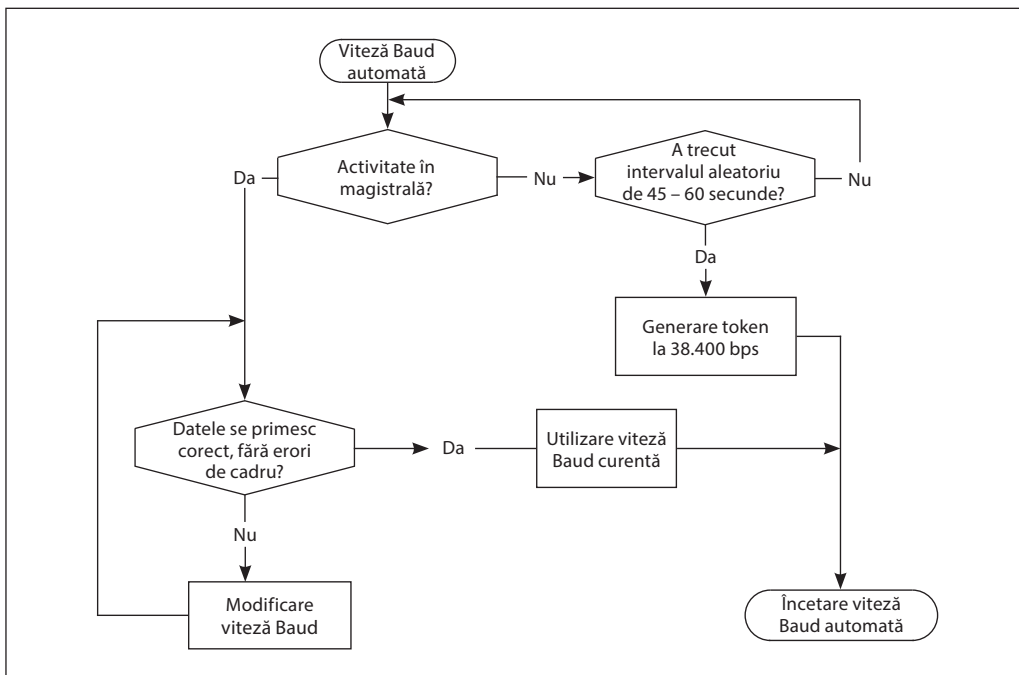 Viteză Baud
automată
Activitate în
magistrală?
Da
Nu
A trecut
intervalul aleatoriu
de 45 – 60 secunde?
Nu
Da
Generare token
la 38.400 bps
Datele se primesc
corect, fără erori
de cadru?
Da
Utilizare viteză
Baud curentă
Nu
Modificare
viteză Baud
Încetare viteză
Baud automată